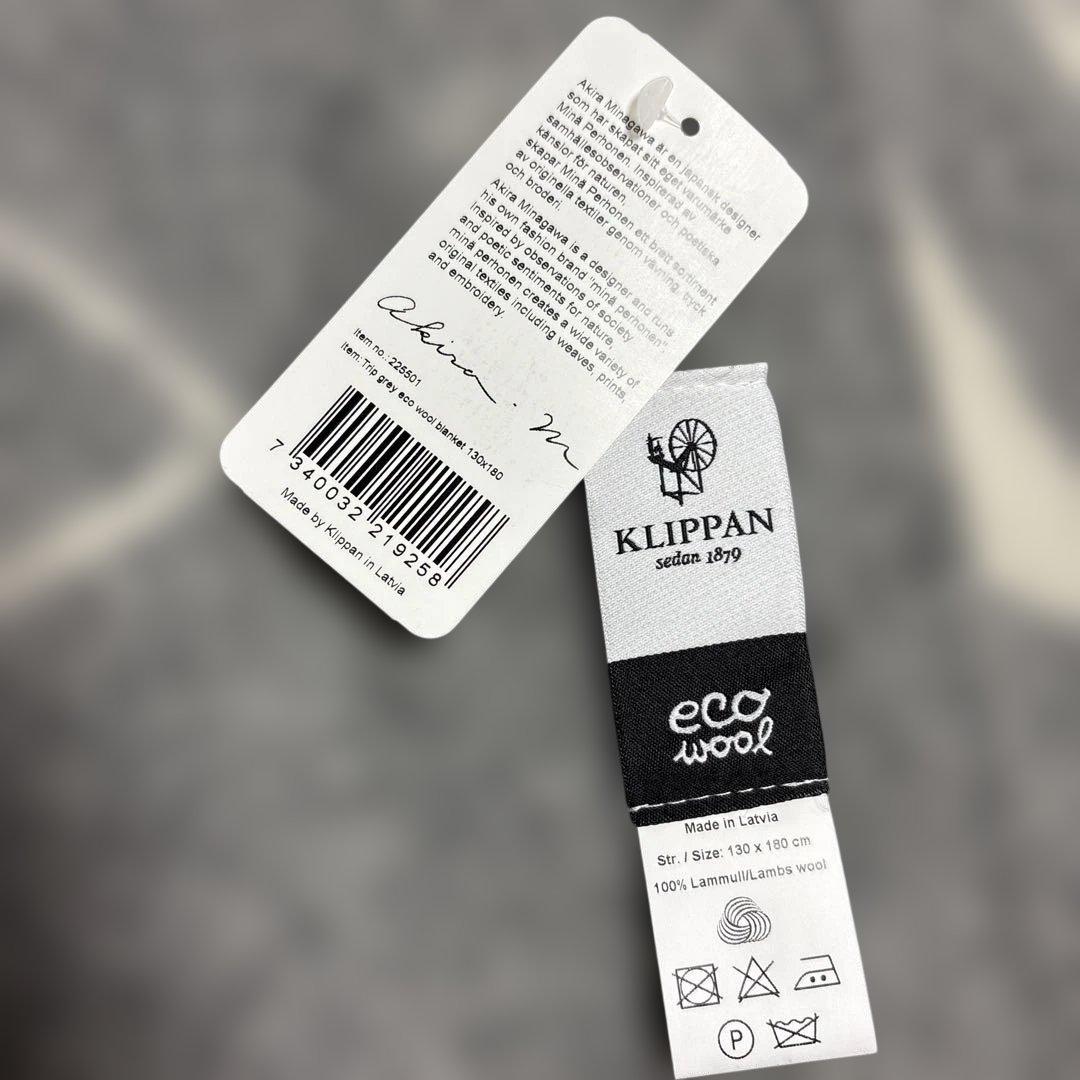 Akira Minagawa är en japansk designer
som har skapat sitt eget varumärke
Minä Perhonen. Inspirerad av
samhällesobservationer och poetiska
känslor för naturen,
skapar Minä Perhonen ett brett sortiment
av originella textiler genom vävning, tryck
och broderi.
Akira Minagawa is a designer and runs
his own fashion brand "minä perhonen".
Inspired by observations of society
and poetic sentiments for nature,
minä perhonen creates a wide variety of
original textiles including weaves, prints,
and embroidery.
Akira. m
Item no.: 225501
Item: Trip grey eco wool blanket 130x180
7 340032 219258
Made by Klippan in Latvia
KLIPPAN
sedan 1879
eco
wool
Made in Latvia
Str. / Size: 130 x 180 cm
100% Lammull/Lambs wool
P